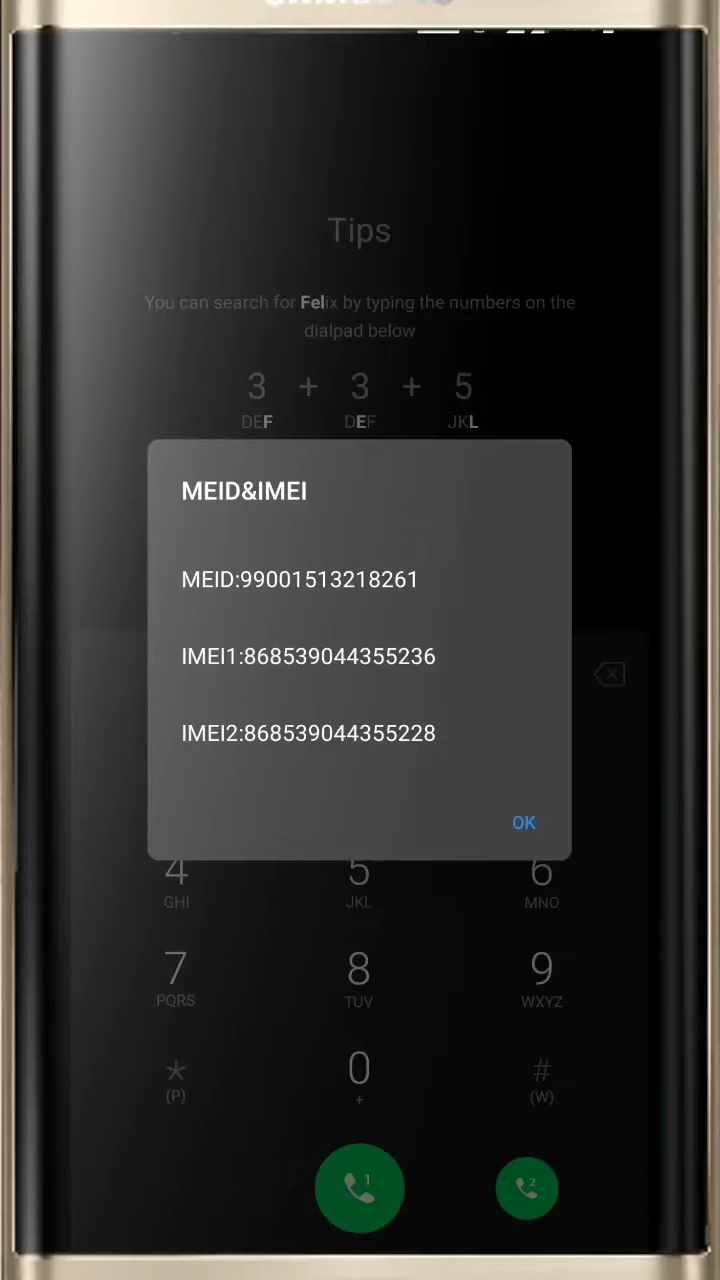 Tips
You can search for Felix by typing the numbers on the
dialpad below
3 + 3 + 5
DEF DEF JKL
MEID&IMEI
MEID:99001513218261
IMEI1:868539044355236
IMEI2:868539044355228
OK
4 5 6
GHI JKL MNO
7 8 9
PQRS TUV WXYZ
* 0 #
(P) + (W)
1 2